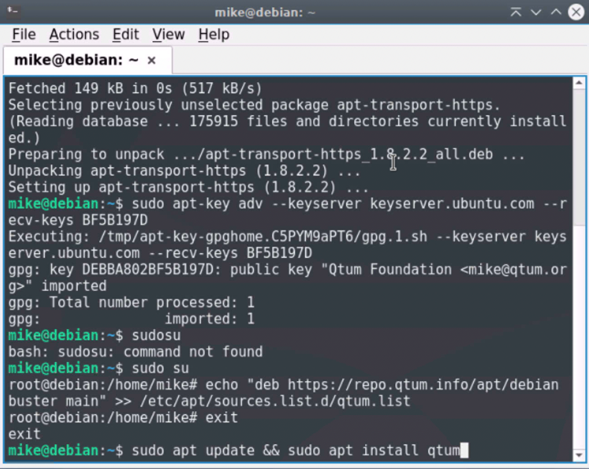 mike@debian: ~
File Actions Edit View Help
mike@debian: ~ ×
Fetched 149 kB in 0s (517 kB/s)
Selecting previously unselected package apt-transport-https.
(Reading database ... 175915 files and directories currently install
ed.)
Preparing to unpack .../apt-transport-https_1.8.2.2_all.deb ...
Unpacking apt-transport-https (1.8.2.2) ...
Setting up apt-transport-https (1.8.2.2) ...
mike@debian:~$ sudo apt-key adv --keyserver keyserver.ubuntu.com --r
ecv-keys BF5B197D
Executing: /tmp/apt-key-gpghome.C5PYM9aPT6/gpg.1.sh --keyserver keys
erver.ubuntu.com --recv-keys BF5B197D
gpg: key DEBBA802BF5B197D: public key "Qtum Foundation <mike@qtum.or
g>" imported
gpg: Total number processed: 1
gpg:               imported: 1
mike@debian:~$ sudosu
bash: sudosu: command not found
mike@debian:~$ sudo su
root@debian:/home/mike# echo "deb https://repo.qtum.info/apt/debian
buster main" >> /etc/apt/sources.list.d/qtum.list
root@debian:/home/mike# exit
exit
mike@debian:~$ sudo apt update && sudo apt install qtum